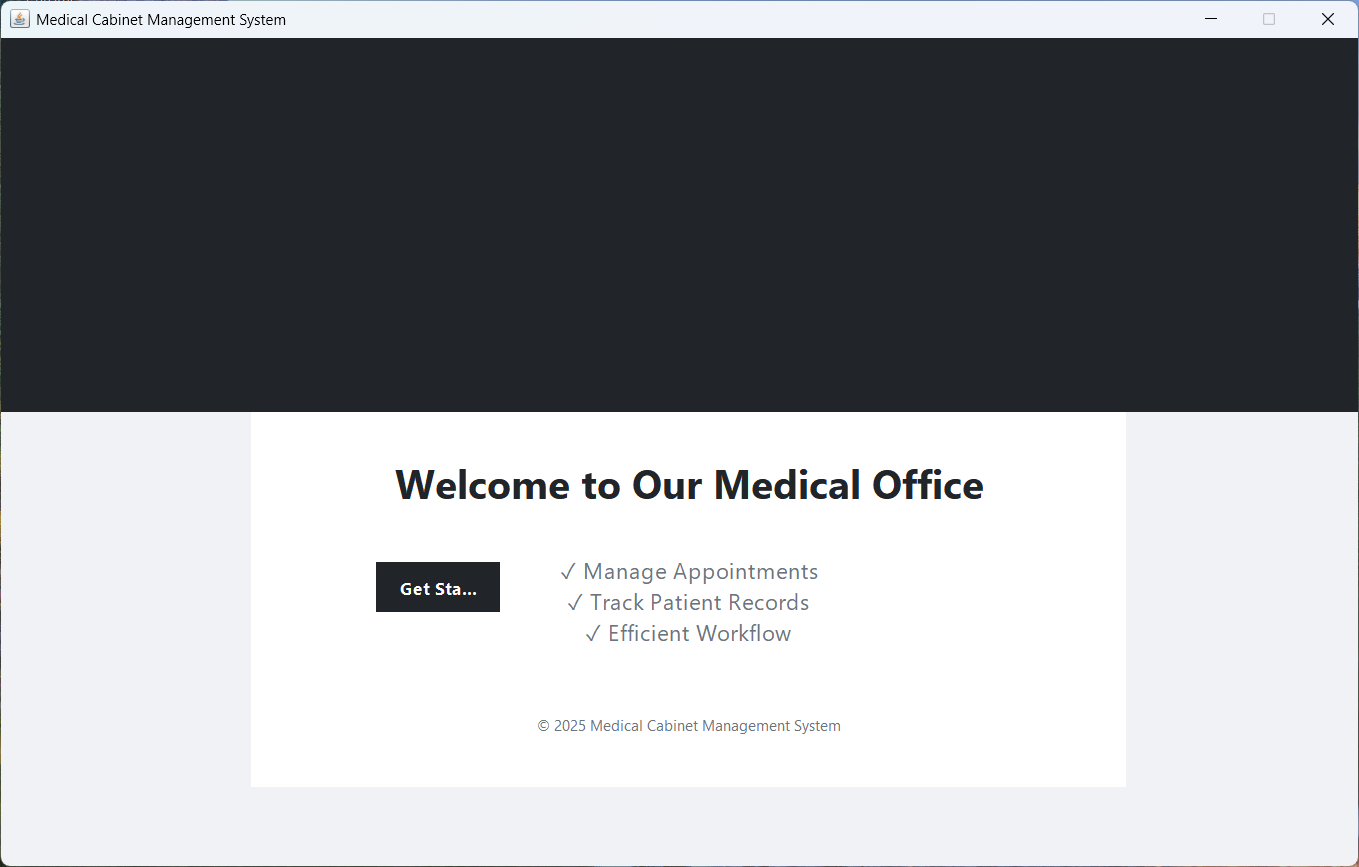 Medical Cabinet Management System
Welcome to Our Medical Office
Get Sta...
✓ Manage Appointments
✓ Track Patient Records
✓ Efficient Workflow
© 2025 Medical Cabinet Management System